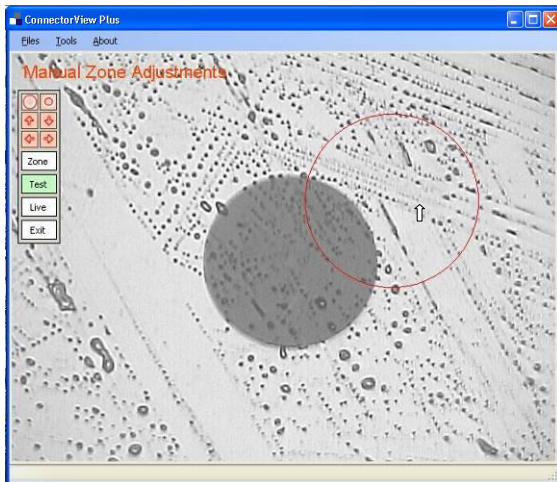 ConnectorView Plus
Files Tools About
Manual Zone Adjustments
Zone
Test
Live
Exit